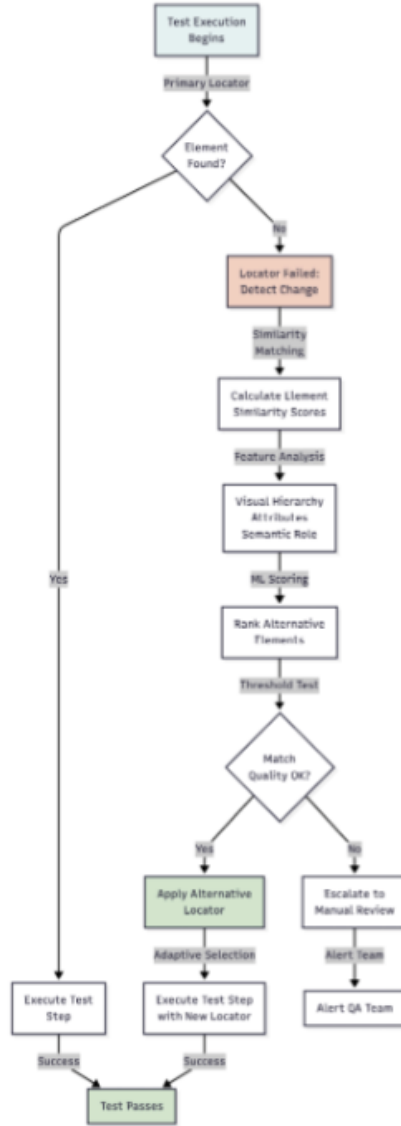 Test Execution
Begins
Primary Locator
Element
Found?
No
Locator Failed:
Detect Change
Similarity
Matching
Calculate Element
Similarity Scores
Feature Analysis
Visual Hierarchy
Attributes
Semantic Role
Yes
ML Scoring
Rank Alternative
Elements
Threshold Test
Match
Quality OK?
Yes
No
Apply Alternative
Locator
Escalate to
Manual Review
Adaptive Selection
Alert Team
Execute Test
Step
Execute Test Step
with New Locator
Alert QA Team
Success
Success
Test Passes